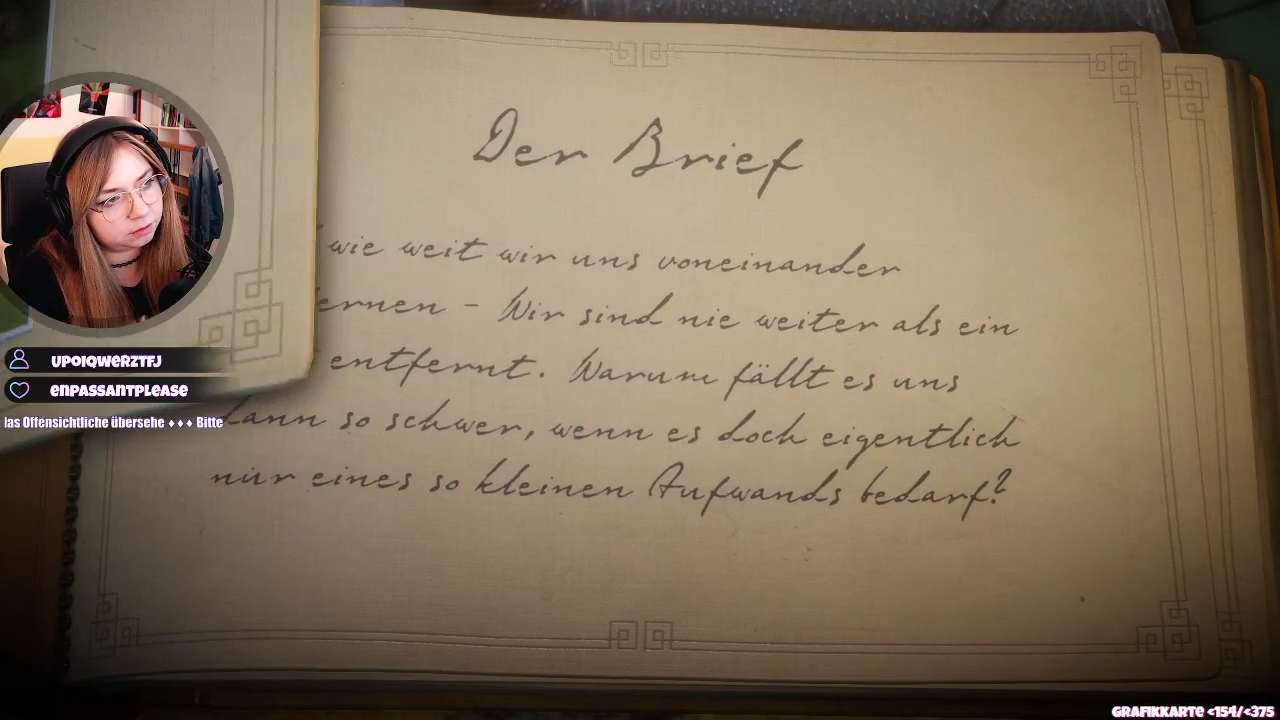 Der Brief
wie weit wir uns voneinander
ernen - Wir sind nie weiter als ein
entfernt. Warum fällt es uns
dann so schwer, wenn es doch eigentlich
nur eines so kleinen Aufwands bedarf?
UPOIQWERZTFJ
ENPASSANTPLEASE
das Offensichtliche übersehe ♦♦♦ Bitte
GRAFIKKARTE <154/<375